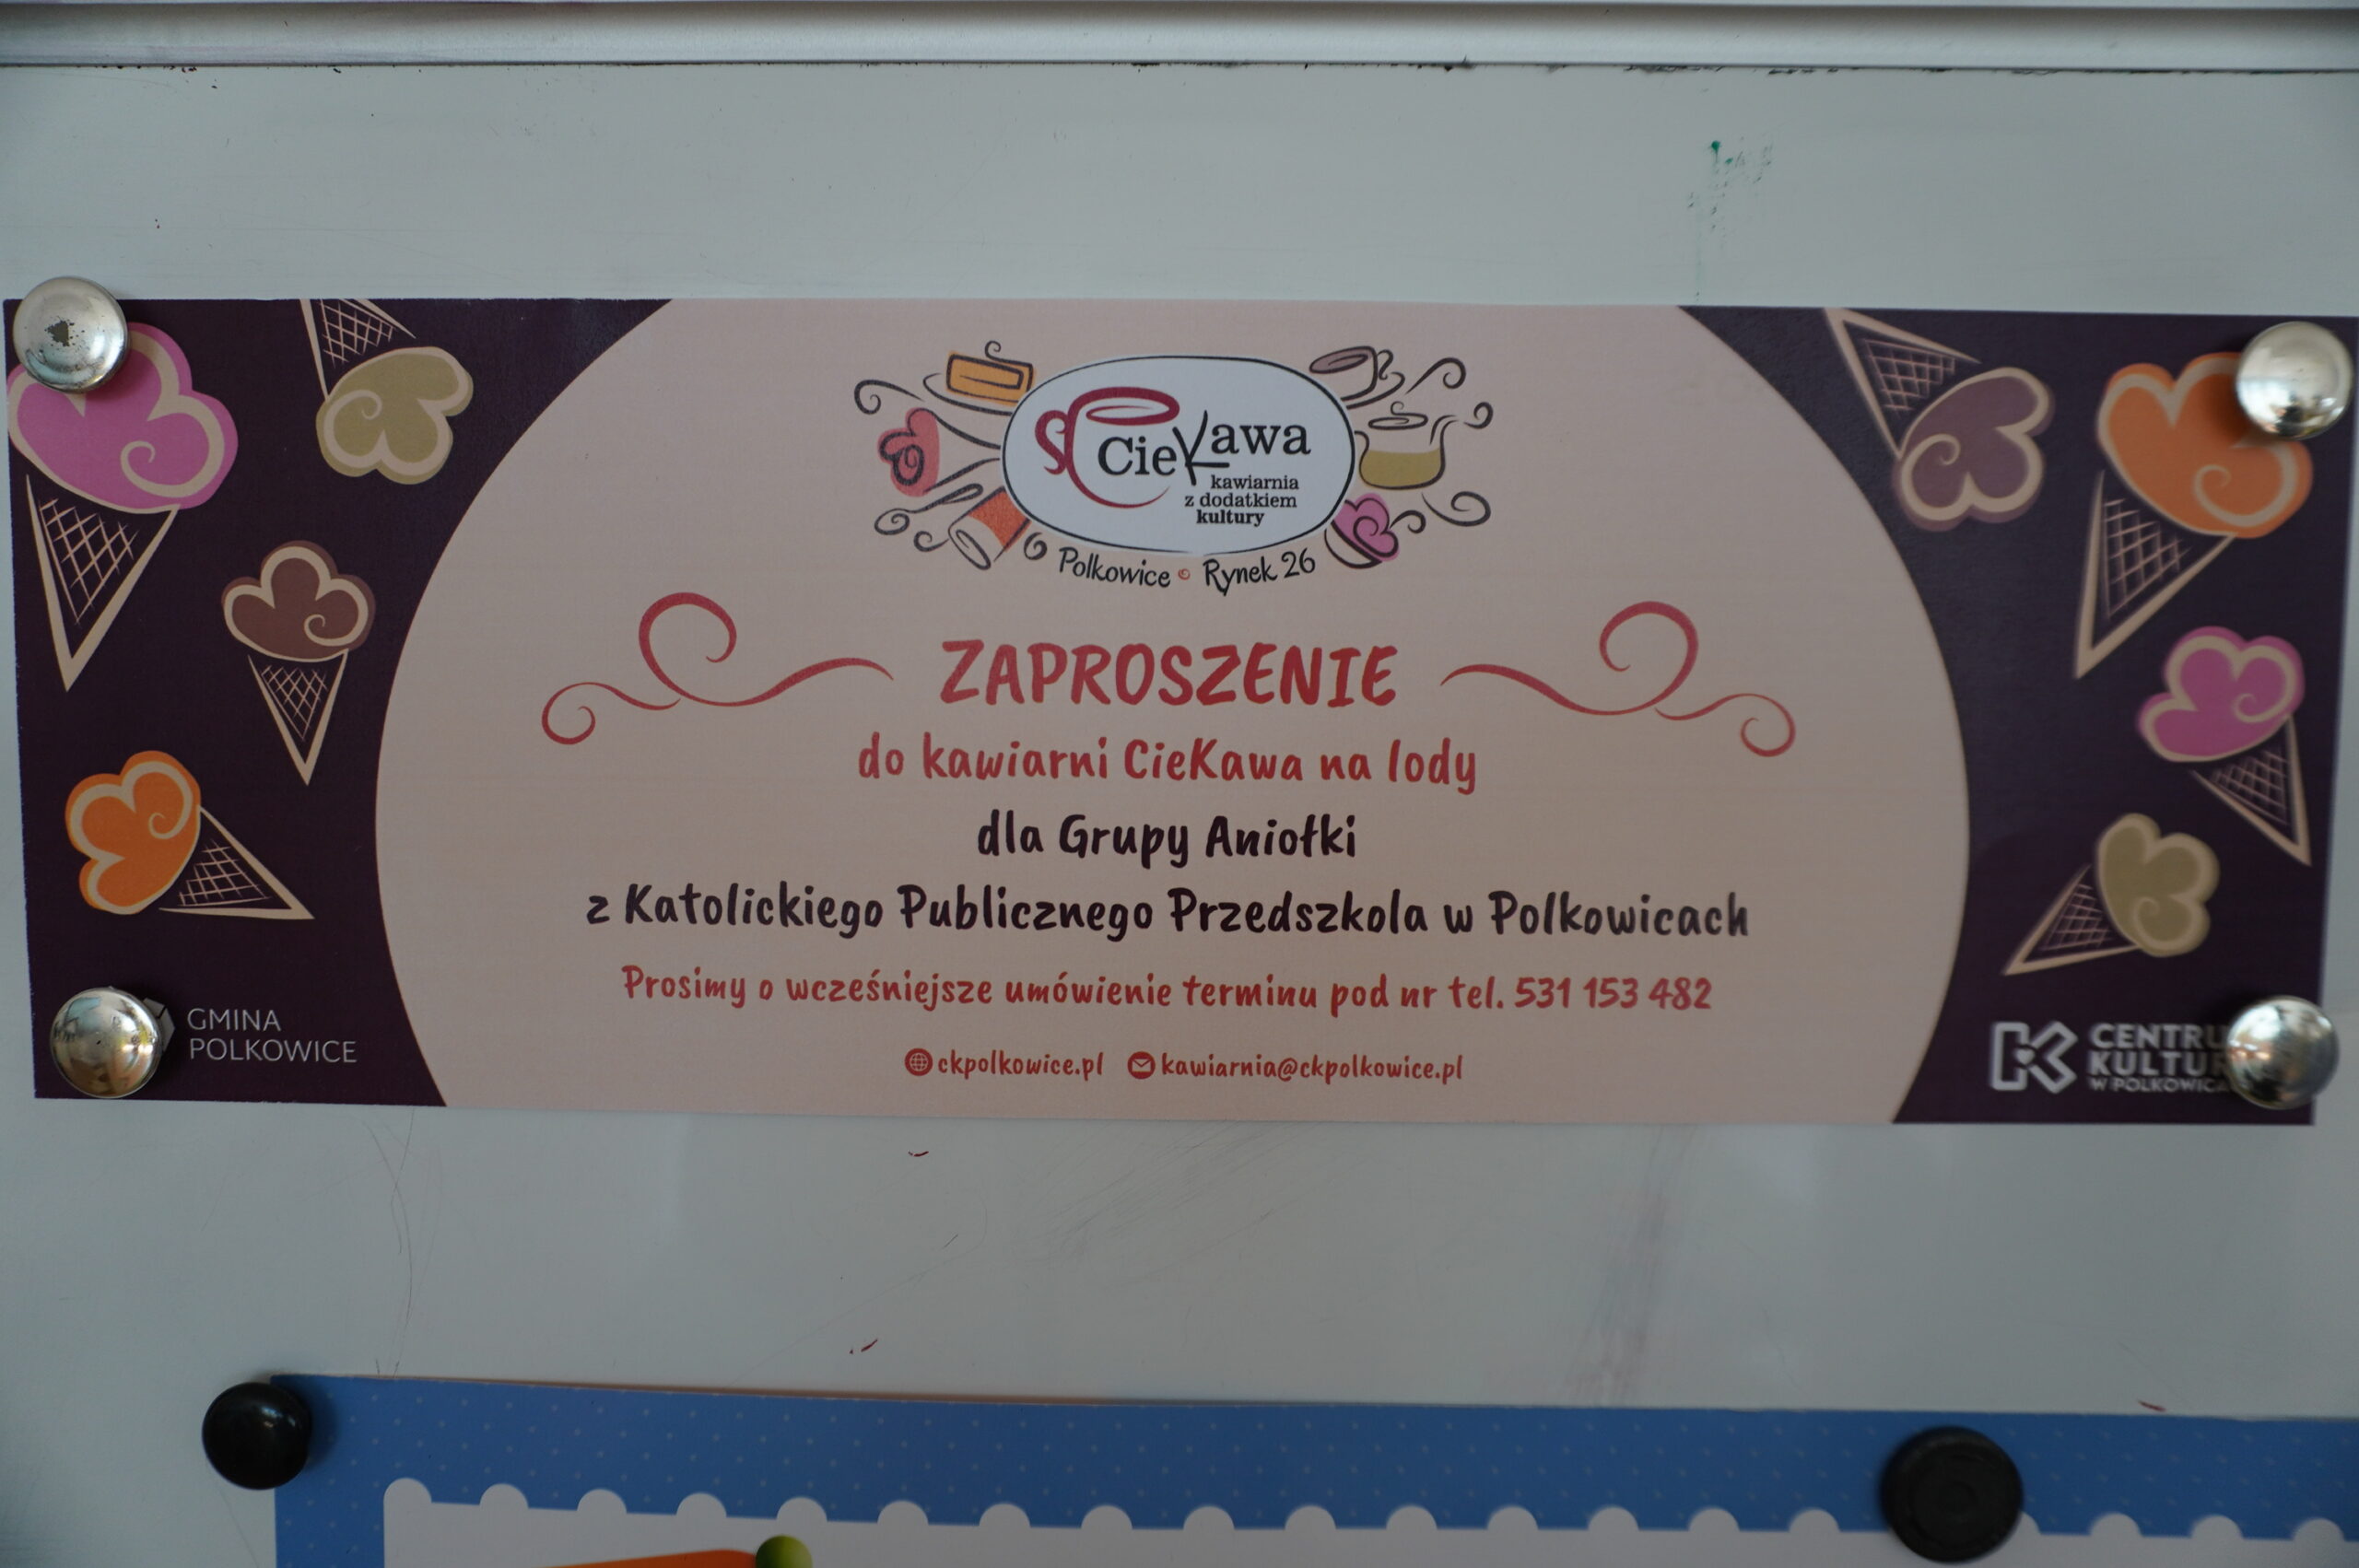 CieKawa
kawiarnia
z dodatkiem
kultury
Polkowice Rynek 26
ZAPROSZENIE
do kawiarni CieKawa na lody
dla Grupy Aniołki
z Katolickiego Publicznego Przedszkola w Polkowicach
Prosimy o wcześniejsze umówienie terminu pod nr tel. 531 153 482
ckpolkowice.pl kawiarnia@ckpolkowice.pl
GMINA
POLKOWICE
K
W